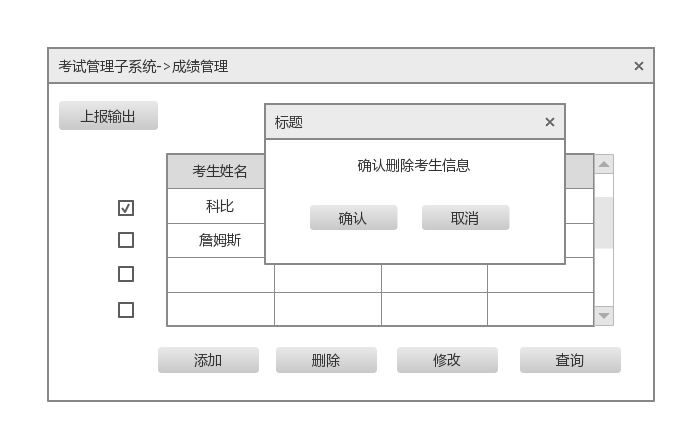 考试管理子系统->成绩管理
上报输出
标题
确认删除考生信息
确认
取消
考生姓名
科比
詹姆斯
添加
删除
修改
查询